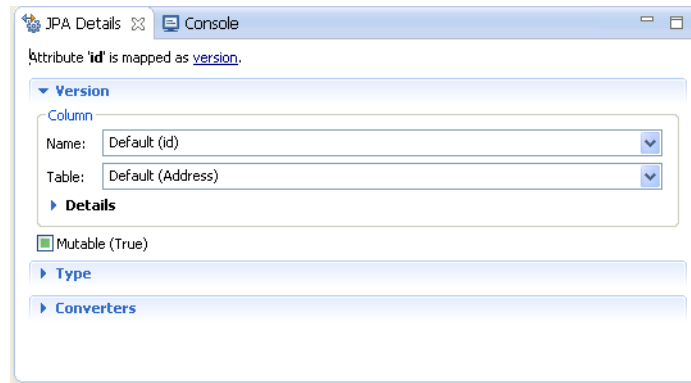 JPA Details Console
Attribute 'id' is mapped as version.
Version
Column
Name: Default (id)
Table: Default (Address)
Details
Mutable (True)
Type
Converters